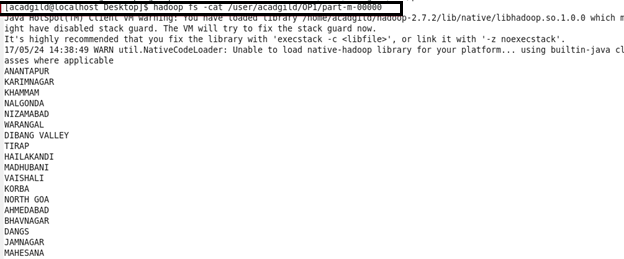 [acadgild@localhost Desktop]$ hadoop fs -cat /user/acadgild/OP1/part-m-00000
Java HotSpot(TM) Client VM warning: You have loaded library /home/acadgild/hadoop-2.7.2/lib/native/libhadoop.so.1.0.0 which m
ight have disabled stack guard. The VM will try to fix the stack guard now.
It's highly recommended that you fix the library with 'execstack -c <libfile>', or link it with '-z noexecstack'.
17/05/24 14:38:49 WARN util.NativeCodeLoader: Unable to load native-hadoop library for your platform... using builtin-java cl
asses where applicable
ANANTAPUR
KARIMNAGAR
KHAMMAM
NALGONDA
NIZAMABAD
WARANGAL
DIBANG VALLEY
TIRAP
HAILAKANDI
MADHUBANI
VAISHALI
KORBA
NORTH GOA
AHMEDABAD
BHAVNAGAR
DANGS
JAMNAGAR
MAHESANA